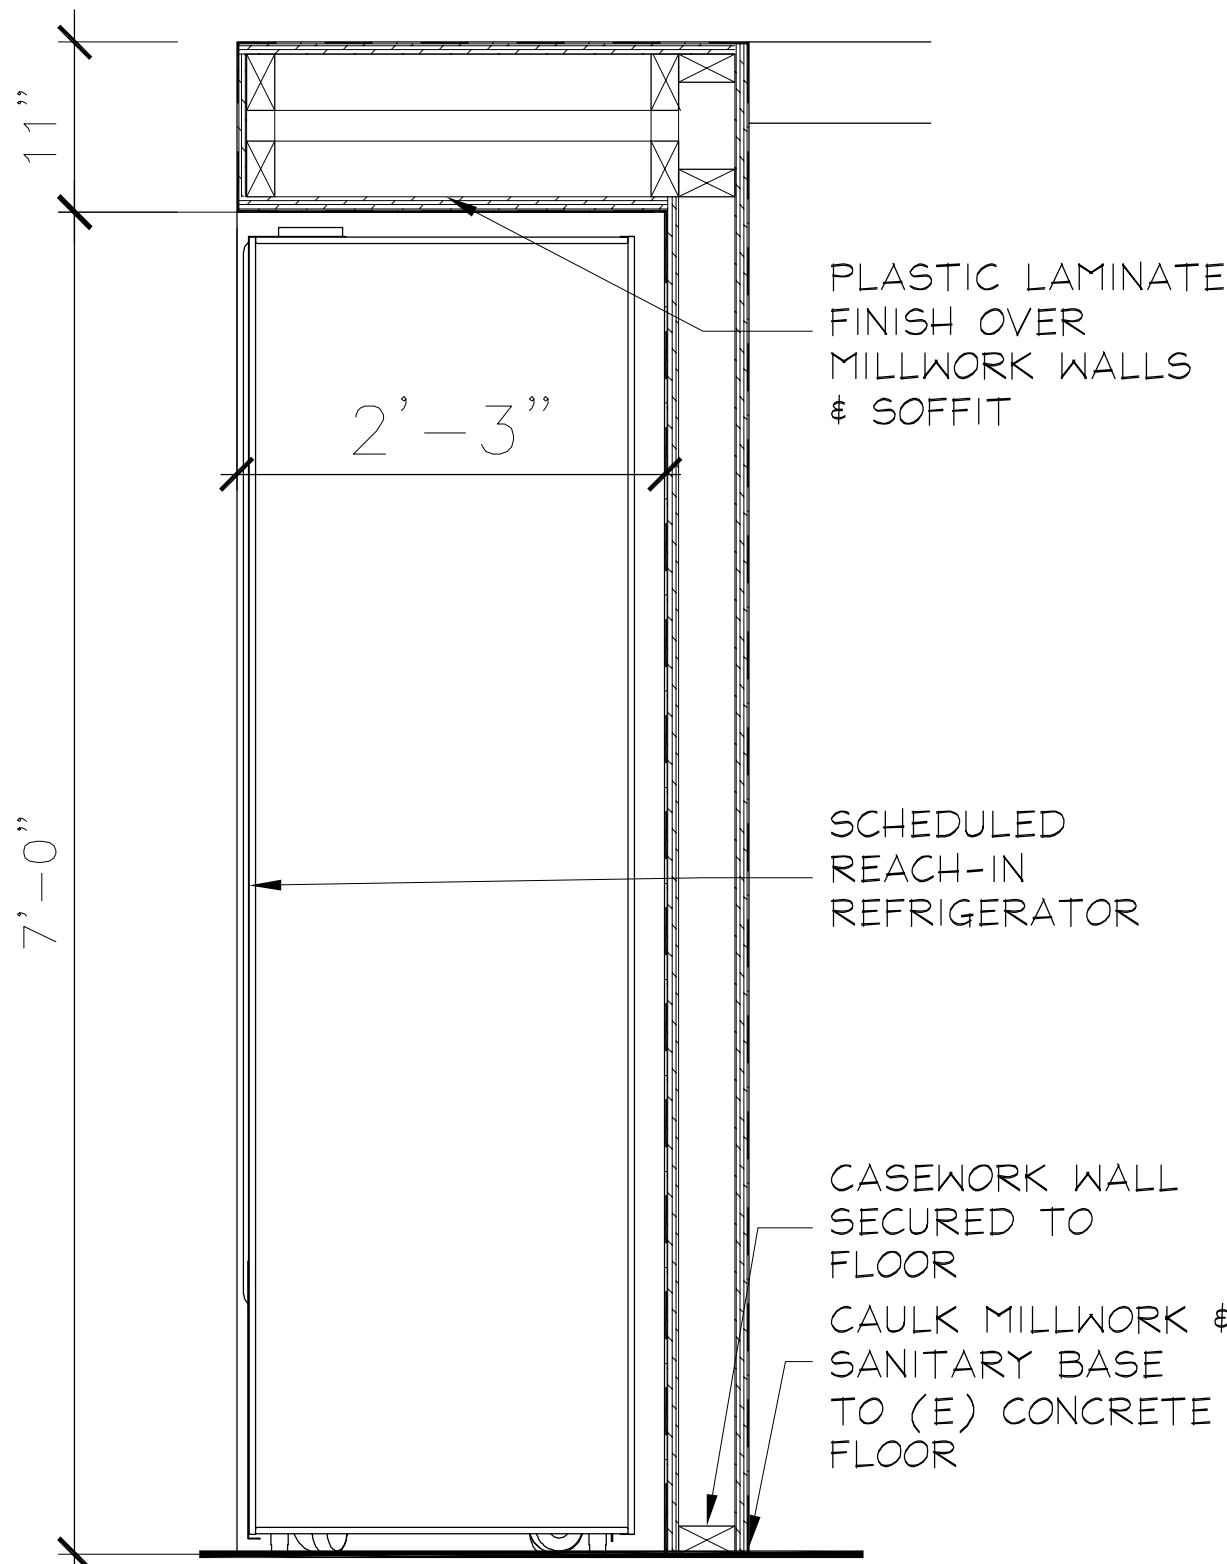 11"
PLASTIC LAMINATE
FINISH OVER
MILLWORK WALLS
& SOFFIT
2'-3"
7'-0"
SCHEDULED
REACH-IN
REFRIGERATOR
CASEWORK WALL
SECURED TO
FLOOR
CAULK MILLWORK &
SANITARY BASE
TO (E) CONCRETE
FLOOR